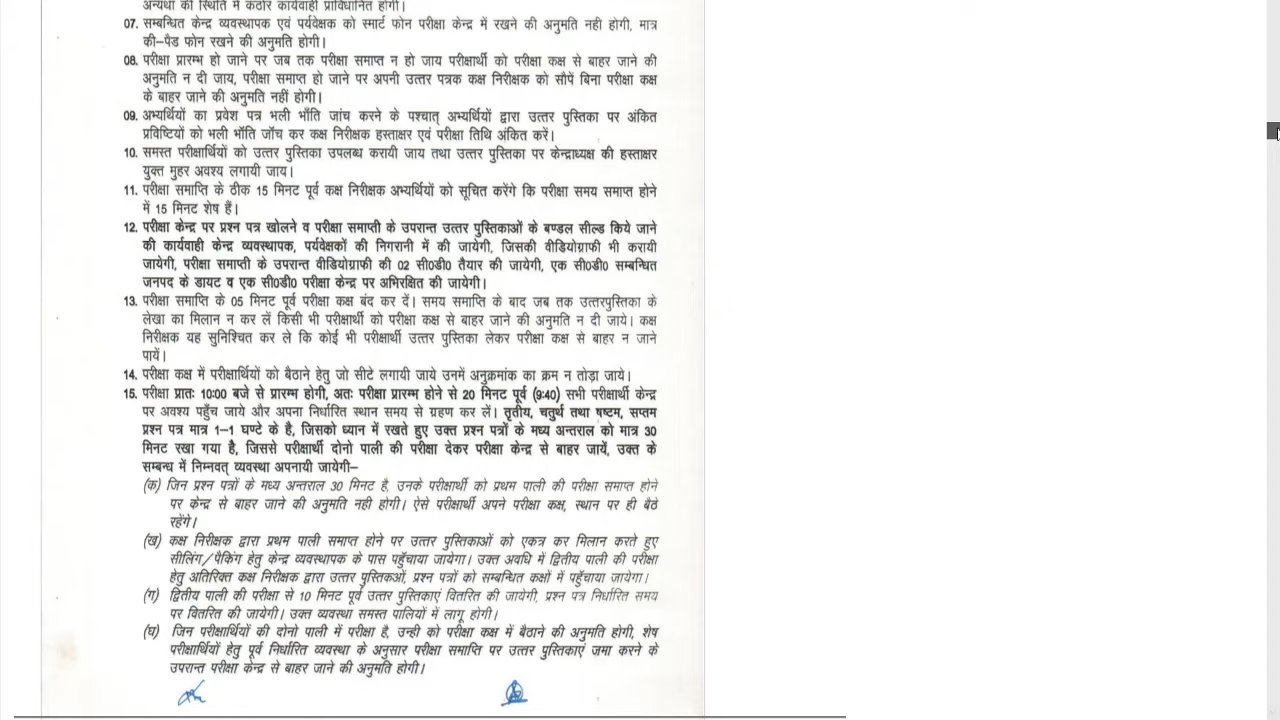 अन्यथा की स्थिति में कठोर कार्यवाही प्राविधानित होगी।
07. सम्बन्धित केन्द्र व्यवस्थापक एवं पर्यवेक्षक को स्मार्ट फोन परीक्षा केन्द्र में रखने की अनुमति नही होगी, मात्र
की–पैड फोन रखने की अनुमति होगी।
08. परीक्षा प्रारम्भ हो जाने पर जब तक परीक्षा समाप्त न हो जाय परीक्षार्थी को परीक्षा कक्ष से बाहर जाने की
अनुमति न दी जाय, परीक्षा समाप्त हो जाने पर अपनी उत्तर पत्रक कक्ष निरीक्षक को सौपें बिना परीक्षा कक्ष
के बाहर जाने की अनुमति नहीं होगी।
09. अभ्यर्थियों का प्रवेश पत्र भली भाँति जांच करने के पश्चात् अभ्यर्थियों द्वारा उत्तर पुस्तिका पर अंकित
प्रविष्टियों को भली भाँति जाँच कर कक्ष निरीक्षक हस्ताक्षर एवं परीक्षा तिथि अंकित करें।
10. समस्त परीक्षार्थियों को उत्तर पुस्तिका उपलब्ध करायी जाय तथा उत्तर पुस्तिका पर केन्द्राध्यक्ष की हस्ताक्षर
युक्त मुहर अवश्य लगायी जाय।
11. परीक्षा समाप्ति के ठीक 15 मिनट पूर्व कक्ष निरीक्षक अभ्यर्थियों को सूचित करेंगे कि परीक्षा समय समाप्त होने
में 15 मिनट शेष हैं।
12. परीक्षा केन्द्र पर प्रश्न पत्र खोलने व परीक्षा समाप्ती के उपरान्त उत्तर पुस्तिकाओं के बण्डल सील्ड किये जाने
की कार्यवाही केन्द्र व्यवस्थापक, पर्यवेक्षकों की निगरानी में की जायेगी, जिसकी वीडियोग्राफी भी करायी
जायेगी, परीक्षा समाप्ती के उपरान्त वीडियोग्राफी की 02 सी0डी0 तैयार की जायेगी, एक सी0डी0 सम्बन्धित
जनपद के डायट व एक सी0डी0 परीक्षा केन्द्र पर अभिरक्षित की जायेगी।
13. परीक्षा समाप्ति के 05 मिनट पूर्व परीक्षा कक्ष बंद कर दें। समय समाप्ति के बाद जब तक उत्तरपुस्तिका के
लेखा का मिलान न कर लें किसी भी परीक्षार्थी को परीक्षा कक्ष से बाहर जाने की अनुमति न दी जाये। कक्ष
निरीक्षक यह सुनिश्चित कर ले कि कोई भी परीक्षार्थी उत्तर पुस्तिका लेकर परीक्षा कक्ष से बाहर न जाने
पायें।
14. परीक्षा कक्ष में परीक्षार्थियों को बैठाने हेतु जो सीटे लगायी जाये उनमें अनुक्रमांक का क्रम न तोड़ा जाये।
15. परीक्षा प्रातः 10:00 बजे से प्रारम्भ होगी, अतः परीक्षा प्रारम्भ होने से 20 मिनट पूर्व (9:40) सभी परीक्षार्थी केन्द्र
पर अवश्य पहुँच जाये और अपना निर्धारित स्थान समय से ग्रहण कर लें। तृतीय, चतुर्थ तथा षष्टम, सप्तम
प्रश्न पत्र मात्र 1–1 घण्टे के है, जिसको ध्यान में रखते हुए उक्त प्रश्न पत्रों के मध्य अन्तराल को मात्र 30
मिनट रखा गया है, जिससे परीक्षार्थी दोनो पाली की परीक्षा देकर परीक्षा केन्द्र से बाहर जायें, उक्त के
सम्बन्ध में निम्नवत् व्यवस्था अपनायी जायेगी–
(क) जिन प्रश्न पत्रों के मध्य अन्तराल 30 मिनट है, उनके परीक्षार्थी को प्रथम पाली की परीक्षा समाप्त होने
पर केन्द्र से बाहर जाने की अनुमति नही होगी। ऐसे परीक्षार्थी अपने परीक्षा कक्ष, स्थान पर ही बैठे
रहेंगे।
(ख) कक्ष निरीक्षक द्वारा प्रथम पाली समाप्त होने पर उत्तर पुस्तिकाओं को एकत्र कर मिलान करते हुए
सीलिंग/पैकिंग हेतु केन्द्र व्यवस्थापक के पास पहुँचाया जायेगा। उक्त अवधि में द्वितीय पाली की परीक्षा
हेतु अतिरिक्त कक्ष निरीक्षक द्वारा उत्तर पुस्तिकओं, प्रश्न पत्रों को सम्बन्धित कक्षों में पहुँचाया जायेगा।
(ग) द्वितीय पाली की परीक्षा से 10 मिनट पूर्व उत्तर पुस्तिकाएं वितरित की जायेगी, प्रश्न पत्र निर्धारित समय
पर वितरित की जायेगी। उक्त व्यवस्था समस्त पालियों में लागू होगी।
(घ) जिन परीक्षार्थियों की दोनो पाली में परीक्षा है, उन्ही को परीक्षा कक्ष में बैठाने की अनुमति होगी, शेष
परीक्षार्थियों हेतु पूर्व निर्धारित व्यवस्था के अनुसार परीक्षा समाप्ति पर उत्तर पुस्तिकाएं जमा करने के
उपरान्त परीक्षा केन्द्र से बाहर जाने की अनुमति होगी।